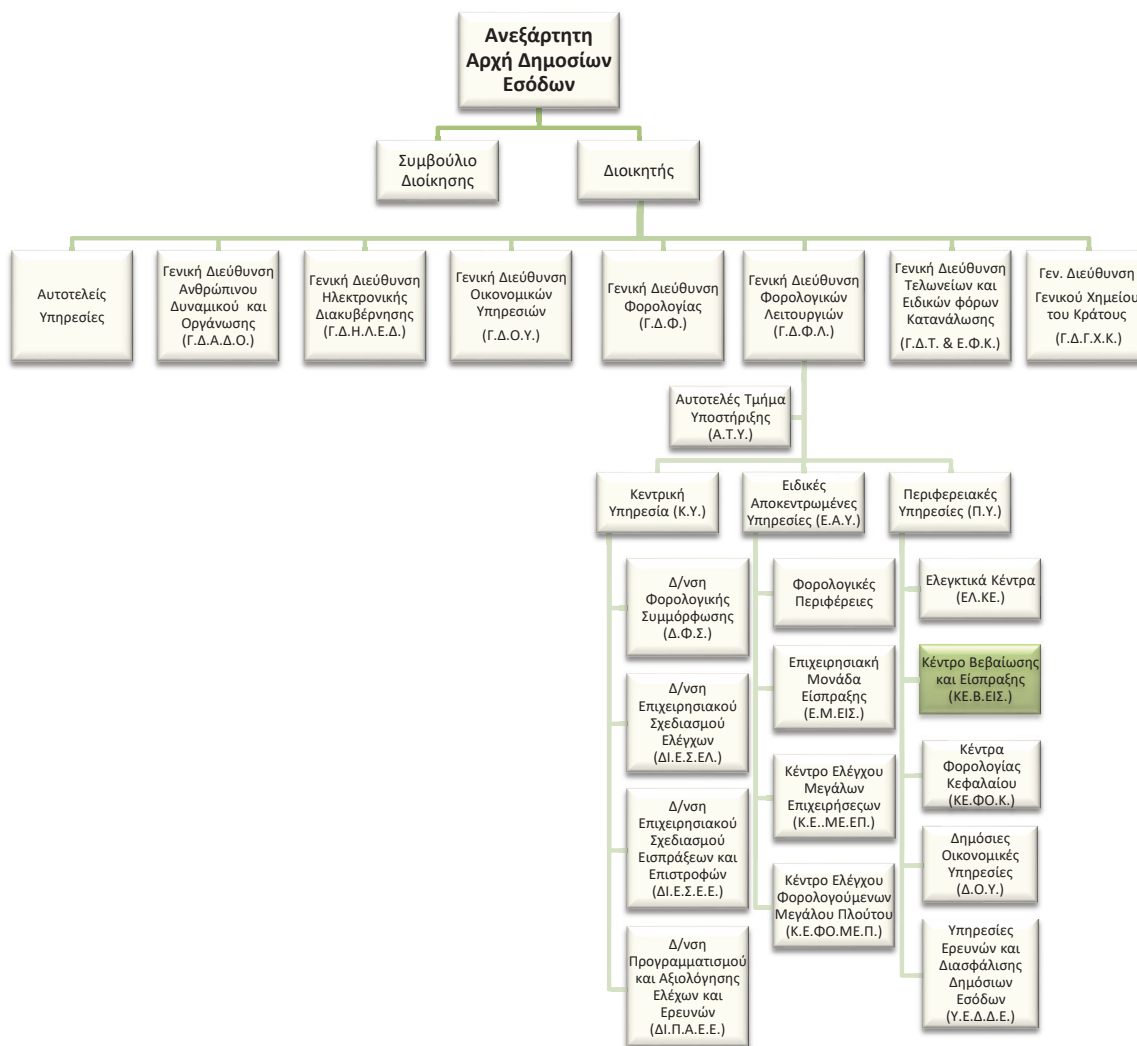 Ανεξάρτητη
Αρχή Δημοσίων
Εσόδων
Συμβούλιο
Διοίκησης
Διοικητής
Αυτοτελείς
Υπηρεσίες
Γενική Διεύθυνση
Ανθρώπινου
Δυναμικού και
Οργάνωσης
(Γ.Δ.Α.Δ.Ο.)
Γενική Διεύθυνση
Ηλεκτρονικής
Διακυβέρνησης
(Γ.Δ.Η.Λ.Ε.Δ.)
Γενική Διεύθυνση
Οικονομικών
Υπηρεσιών
(Γ.Δ.Ο.Υ.)
Γενική Διεύθυνση
Φορολογίας
(Γ.Δ.Φ.)
Γενική Διεύθυνση
Φορολογικών
Λειτουργιών
(Γ.Δ.Φ.Λ.)
Γενική Διεύθυνση
Τελωνείων και
Ειδικών φόρων
Κατανάλωσης
(Γ.Δ.Τ. & Ε.Φ.Κ.)
Γεν. Διεύθυνση
Γενικού Χημείου
του Κράτους
(Γ.Δ.Γ.Χ.Κ.)
Αυτοτελές Τμήμα
Υποστήριξης
(Α.Τ.Υ.)
Κεντρική
Υπηρεσία (Κ.Υ.)
Δ/νση
Φορολογικής
Συμμόρφωσης
(Δ.Φ.Σ.)
Δ/νση
Επιχειρησιακού
Σχεδιασμού
Ελέγχων
(ΔΙ.Ε.Σ.ΕΛ.)
Δ/νση
Επιχειρησιακού
Σχεδιασμού
Εισπράξεων και
Επιστροφών
(ΔΙ.Ε.Σ.Ε.Ε.)
Δ/νση
Προγραμματισμού
και Αξιολόγησης
Ελέχων και
Ερευνών
(ΔΙ.Π.Α.Ε.Ε.)
Ειδικές
Αποκεντρωμένες
Υπηρεσίες (Ε.Α.Υ.)
Φορολογικές
Περιφέρειες
Επιχειρησιακή
Μονάδα
Είσπραξης
(Ε.Μ.ΕΙΣ.)
Κέντρο Ελέγχου
Μεγάλων
Επιχειρήσεςων
(Κ.Ε..ΜΕ.ΕΠ.)
Κέντρο Ελέγχου
Φορολογούμενων
Μεγάλου Πλούτου
(Κ.Ε.ΦΟ.ΜΕ.Π.)
Περιφερειακές
Υπηρεσίες (Π.Υ.)
Ελεγκτικά Κέντρα
(ΕΛ.ΚΕ.)
Κέντρο Βεβαίωσης
και Είσπραξης
(ΚΕ.Β.ΕΙΣ.)
Κέντρα
Φορολογίας
Κεφαλαίου
(ΚΕ.ΦΟ.Κ.)
Δημόσιες
Οικονομικές
Υπηρεσίες
(Δ.Ο.Υ.)
Υπηρεσίες
Ερευνών και
Διασφάλισης
Δημόσιων
Εσόδων
(Υ.Ε.Δ.Δ.Ε.)